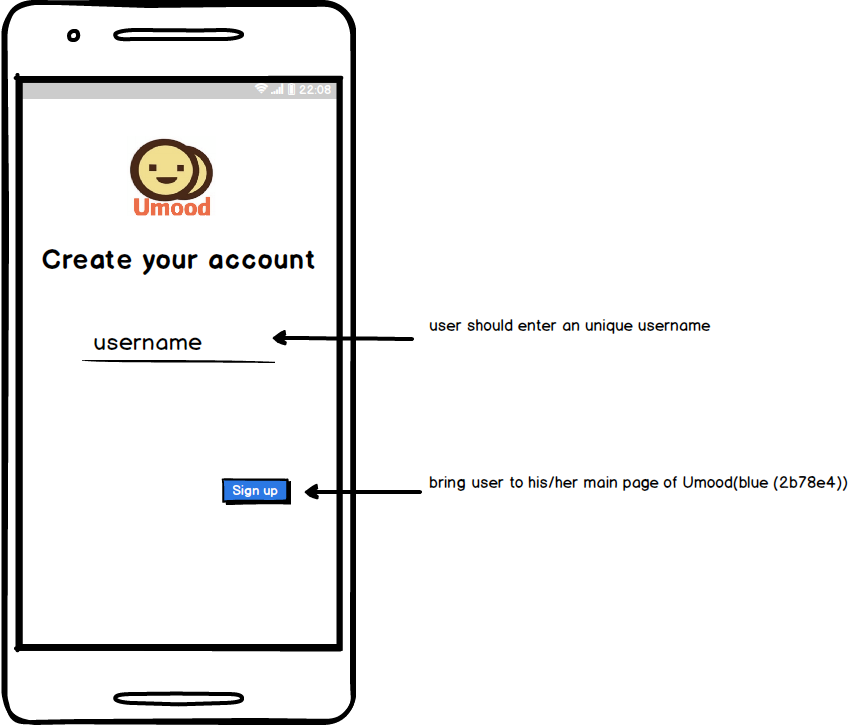 22:08
Umood
Create your account
user should enter an unique username
username
bring user to his/her main page of Umood(blue (2b78e4))
Sign up